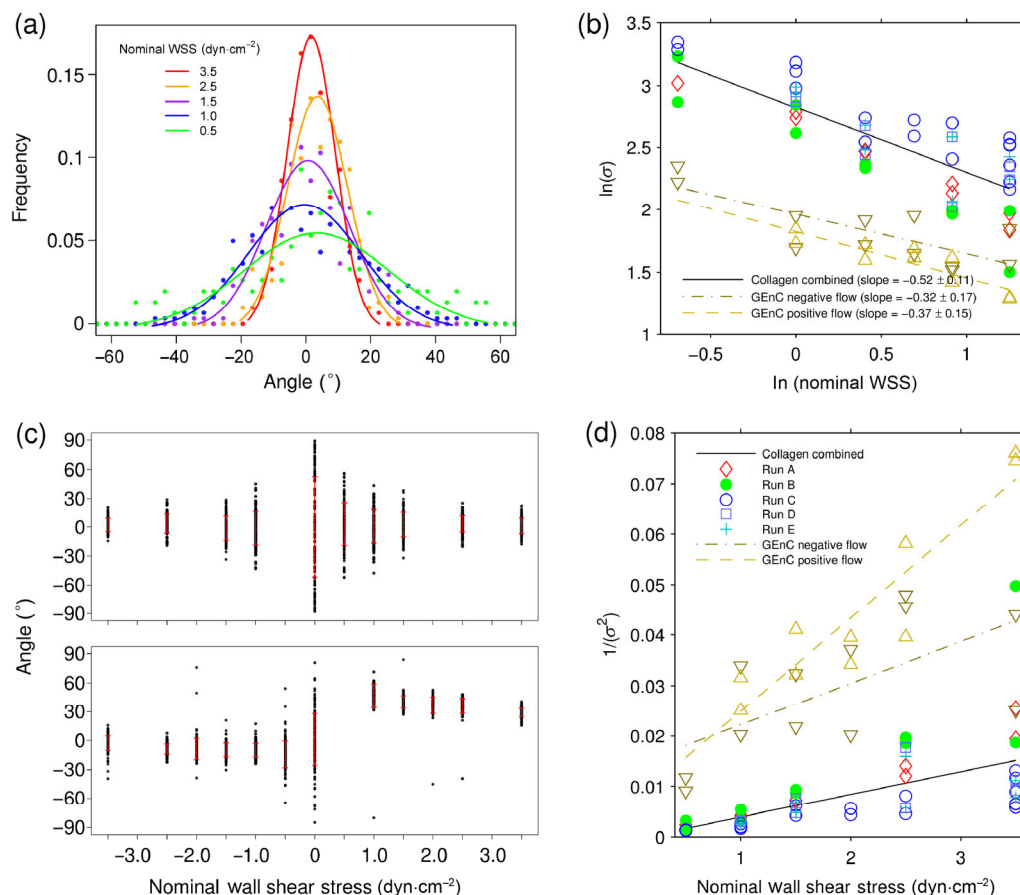 (a)
Nominal WSS (dyn·cm⁻²)
3.5
2.5
1.5
1.0
0.5
Frequency
0.15
0.1
0.05
0
−60 −40 −20 0 20 40 60
Angle (°)
(b)
ln(σ)
3.5
3
2.5
2
1.5
1
Collagen combined (slope = −0.52 ± 0.11)
GEnC negative flow (slope = −0.32 ± 0.17)
GEnC positive flow (slope = −0.37 ± 0.15)
−0.5 0 0.5 1
ln (nominal WSS)
(c)
Angle (°)
90
60
30
0
−30
−60
−90
90
60
30
0
−30
−60
−90
−3.0 −2.0 −1.0 0 1.0 2.0 3.0
Nominal wall shear stress (dyn·cm⁻²)
(d)
1/(σ²)
0.08
0.07
0.06
0.05
0.04
0.03
0.02
0.01
0
Collagen combined
Run A
Run B
Run C
Run D
Run E
GEnC negative flow
GEnC positive flow
1 2 3
Nominal wall shear stress (dyn·cm⁻²)